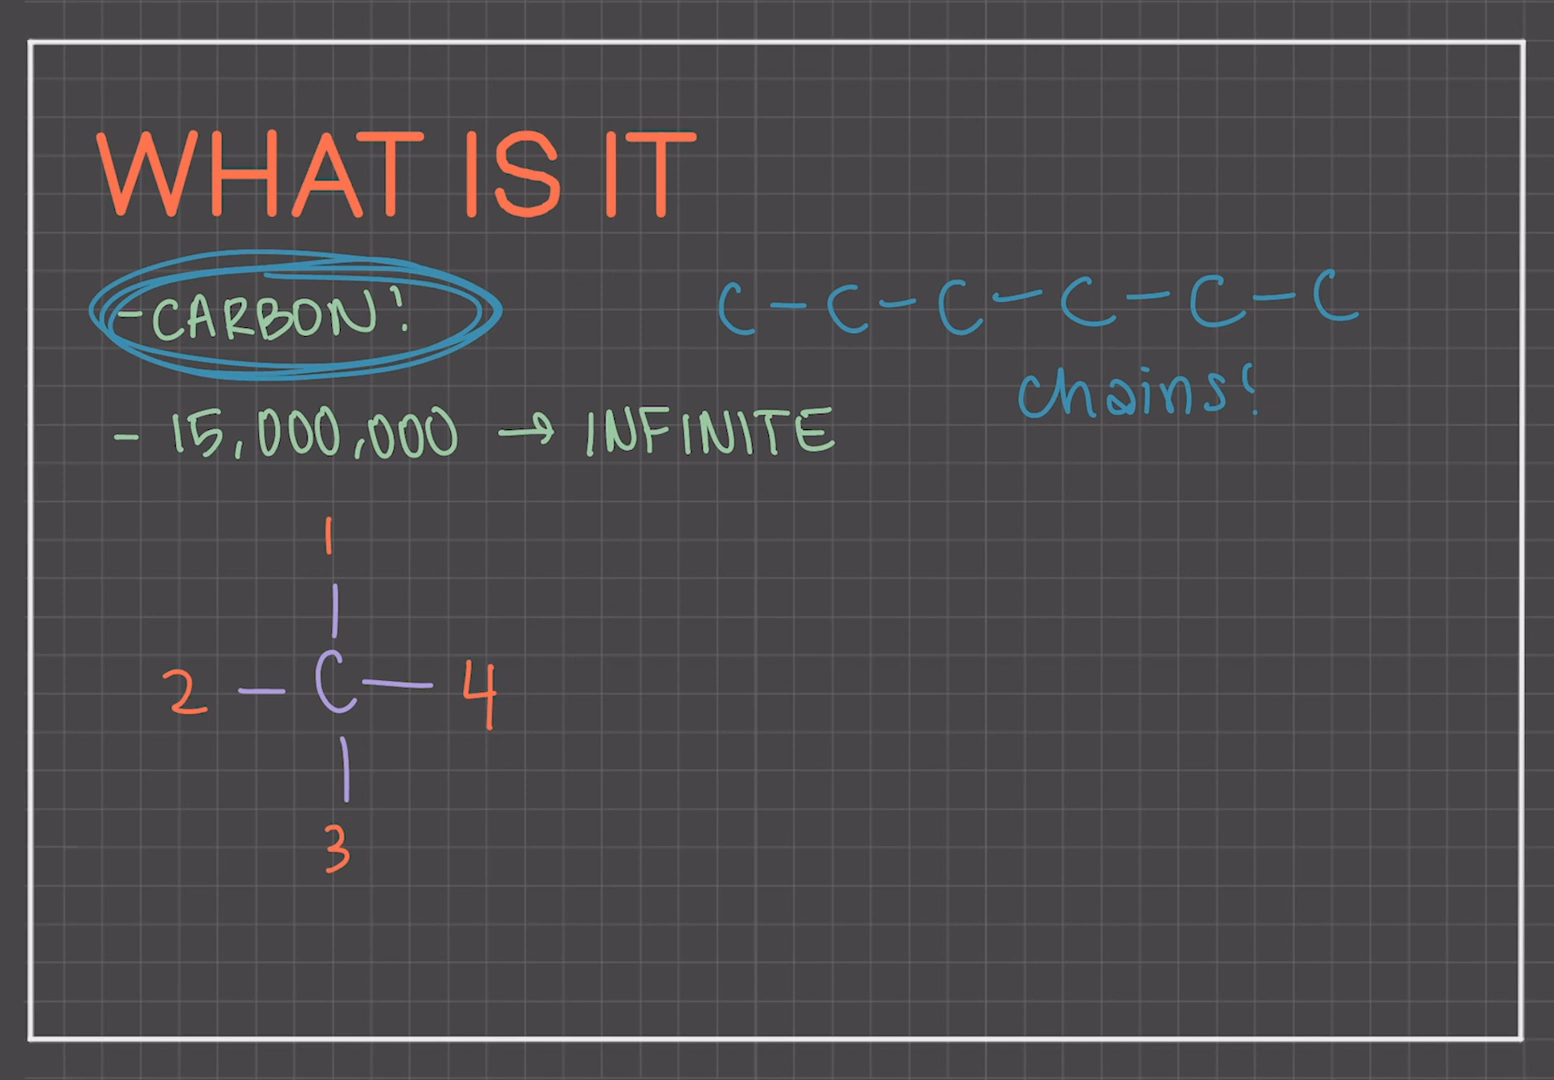 WHAT IS IT
- CARBON!
C - C - C - C - C - C
chains!
- 15,000,000 → INFINITE
1
2 - C - 4
3